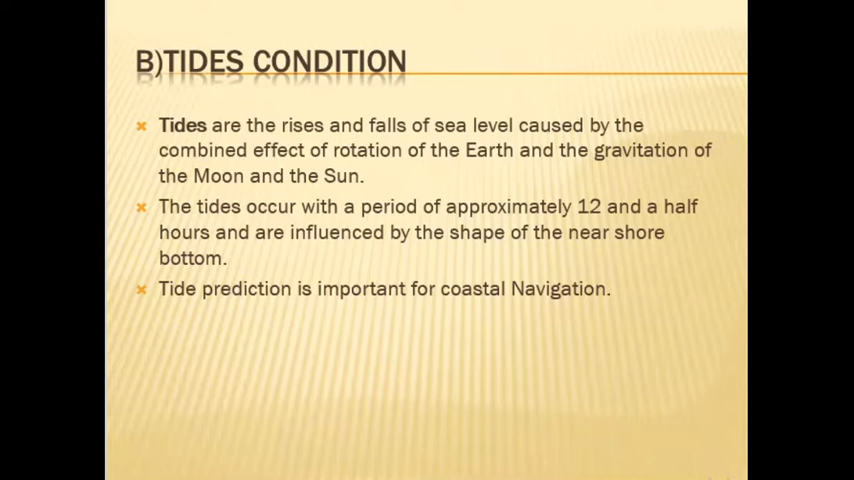 B)TIDES CONDITION
Tides are the rises and falls of sea level caused by the
combined effect of rotation of the Earth and the gravitation of
the Moon and the Sun.
The tides occur with a period of approximately 12 and a half
hours and are influenced by the shape of the near shore
bottom.
Tide prediction is important for coastal Navigation.